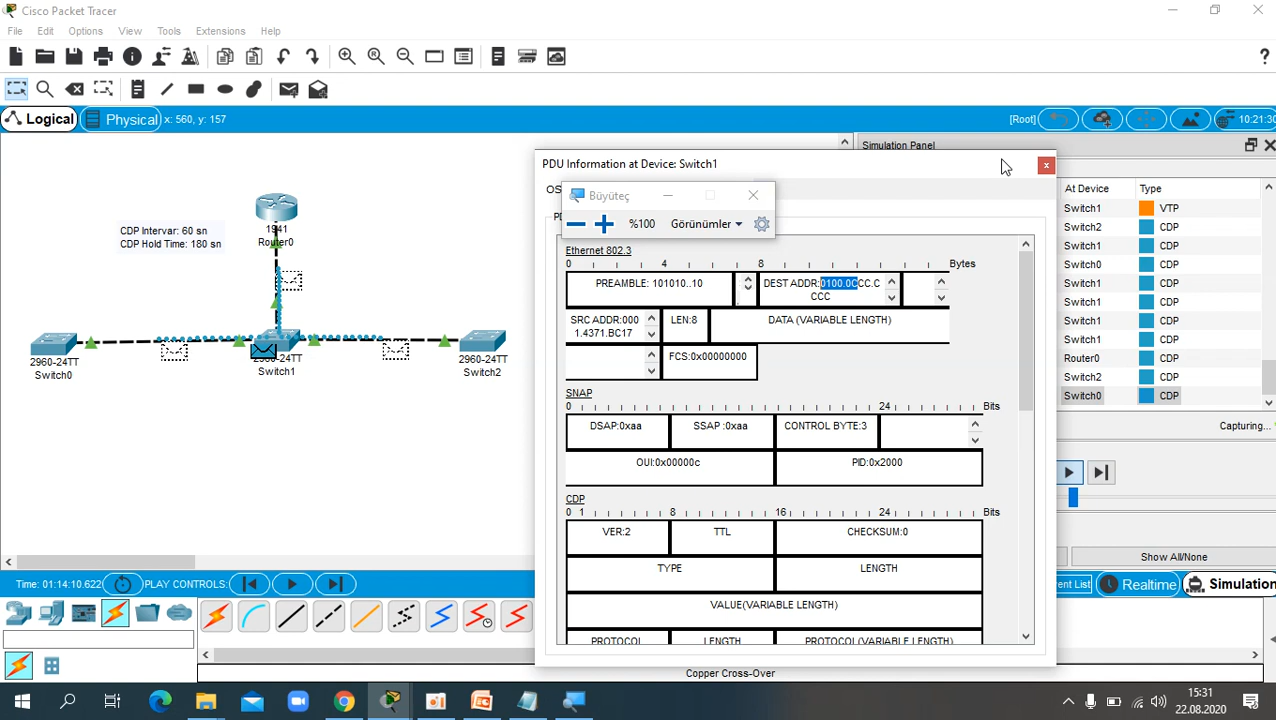 Cisco Packet Tracer
File Edit Options View Tools Extensions Help
Logical Physical x: 560, y: 157 [Root] 10:21:30
CDP Intervar: 60 sn
CDP Hold Time: 180 sn
1941
Router0
2960-24TT
Switch0
2960-24TT
Switch1
2960-24TT
Switch2
PDU Information at Device: Switch1
OS
Büyüteç
%100 Görünümler
PD
Ethernet 802.3
0 4 8 Bytes
PREAMBLE: 101010..10
DEST ADDR:0100.0CCC.C
CCC
SRC ADDR:000
1.4371.BC17
LEN:8
DATA (VARIABLE LENGTH)
FCS:0x00000000
SNAP
0 24 Bits
DSAP:0xaa SSAP :0xaa CONTROL BYTE:3
OUI:0x00000c PID:0x2000
CDP
0 1 8 16 24 Bits
VER:2 TTL CHECKSUM:0
TYPE LENGTH
VALUE(VARIABLE LENGTH)
PROTOCOL LENGTH PROTOCOL(VARIABLE LENGTH)
Simulation Panel
At Device Type
Switch1 VTP
Switch2 CDP
Switch1 CDP
Switch0 CDP
Switch1 CDP
Switch1 CDP
Switch1 CDP
Switch1 CDP
Router0 CDP
Switch2 CDP
Switch0 CDP
Capturing...
Show All/None
Time: 01:14:10.622 PLAY CONTROLS: ent List Realtime Simulation
Copper Cross-Over
15:31
22.08.2020